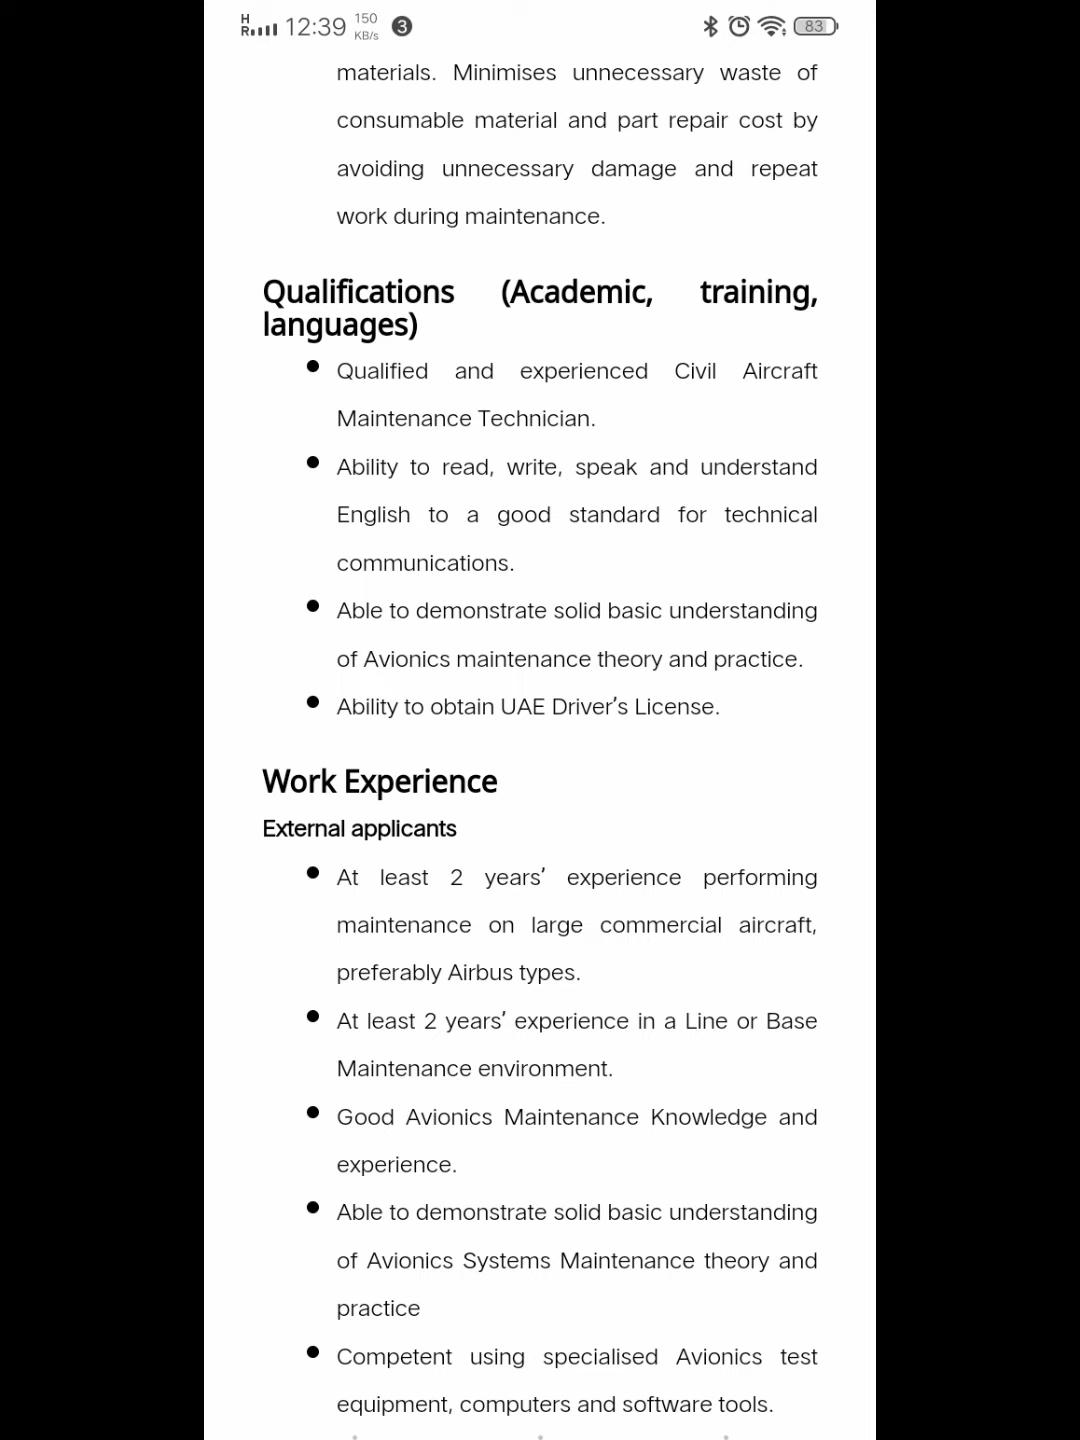 HR 12:39 150 KB/s 3 83
materials. Minimises unnecessary waste of
consumable material and part repair cost by
avoiding unnecessary damage and repeat
work during maintenance.
Qualifications (Academic, training,
languages)
• Qualified and experienced Civil Aircraft
Maintenance Technician.
• Ability to read, write, speak and understand
English to a good standard for technical
communications.
• Able to demonstrate solid basic understanding
of Avionics maintenance theory and practice.
• Ability to obtain UAE Driver’s License.
Work Experience
External applicants
• At least 2 years’ experience performing
maintenance on large commercial aircraft,
preferably Airbus types.
• At least 2 years’ experience in a Line or Base
Maintenance environment.
• Good Avionics Maintenance Knowledge and
experience.
• Able to demonstrate solid basic understanding
of Avionics Systems Maintenance theory and
practice
• Competent using specialised Avionics test
equipment, computers and software tools.